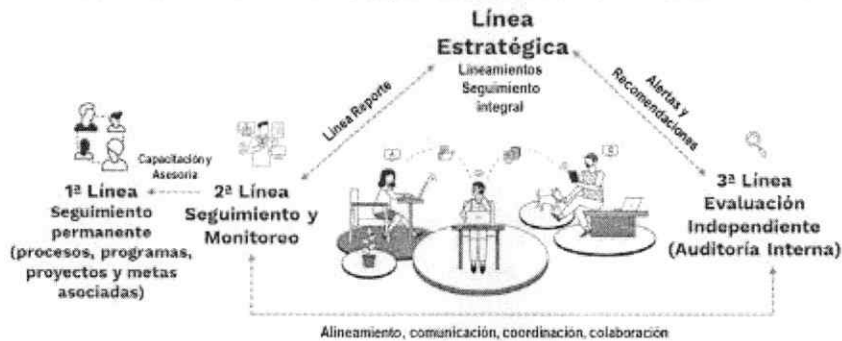 Línea
Estratégica
Lineamientos
Seguimiento
integral
Línea Reporte
Alertas y
Recomendaciones
Capacitación y
Asesoría
1ª Línea
Seguimiento
permanente
(procesos, programas,
proyectos y metas
asociadas)
2ª Línea
Seguimiento y
Monitoreo
3ª Línea
Evaluación
Independiente
(Auditoría Interna)
Alineamiento, comunicación, coordinación, colaboración